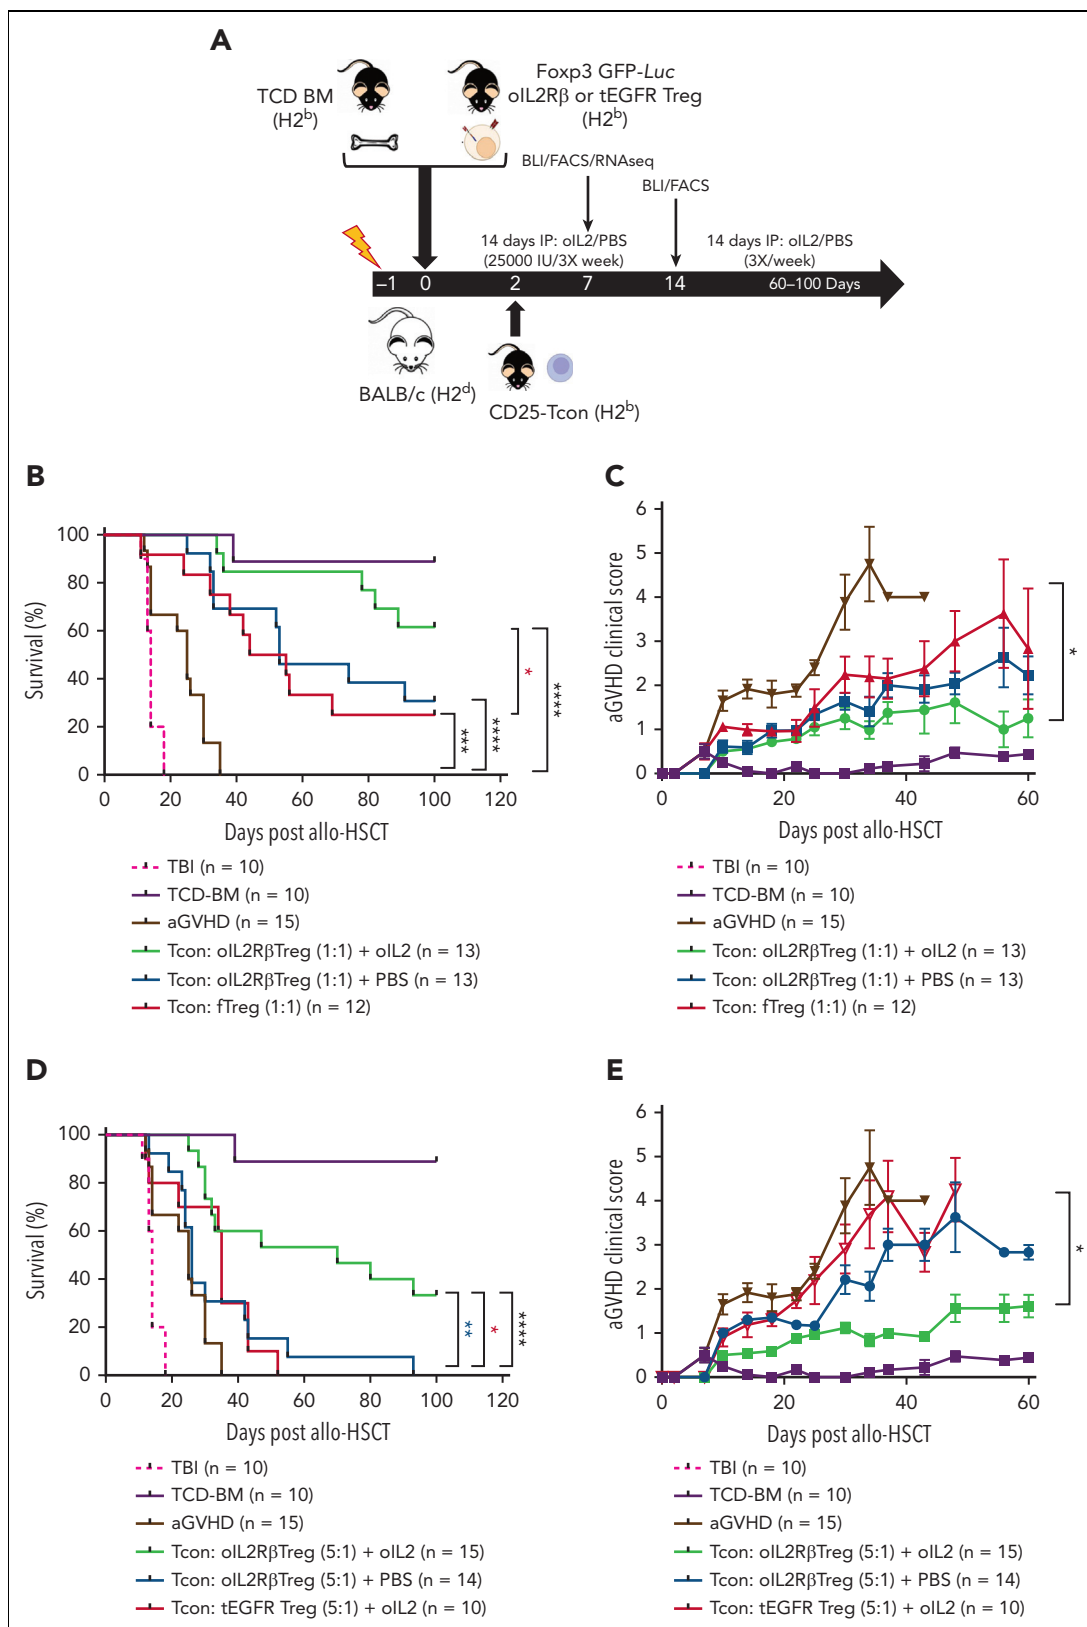 A
TCD BM
(H2b)
Foxp3 GFP-Luc
oIL2Rβ or tEGFR Treg
(H2b)
BLI/FACS/RNAseq
BLI/FACS
14 days IP: oIL2/PBS
(25000 IU/3X week)
14 days IP: oIL2/PBS
(3X/week)
–1 0 2 7 14 60–100 Days
BALB/c (H2d)
CD25-Tcon (H2b)
B
Survival (%)
100
80
60
40
20
0
0 20 40 60 80 100 120
Days post allo-HSCT
*
****
***
****
TBI (n = 10)
TCD-BM (n = 10)
aGVHD (n = 15)
Tcon: oIL2RβTreg (1:1) + oIL2 (n = 13)
Tcon: oIL2RβTreg (1:1) + PBS (n = 13)
Tcon: fTreg (1:1) (n = 12)
C
aGVHD clinical score
6
5
4
3
2
1
0
0 20 40 60
Days post allo-HSCT
*
TBI (n = 10)
TCD-BM (n = 10)
aGVHD (n = 15)
Tcon: oIL2RβTreg (1:1) + oIL2 (n = 13)
Tcon: oIL2RβTreg (1:1) + PBS (n = 13)
Tcon: fTreg (1:1) (n = 12)
D
Survival (%)
100
80
60
40
20
0
0 20 40 60 80 100 120
Days post allo-HSCT
**
*
****
TBI (n = 10)
TCD-BM (n = 10)
aGVHD (n = 15)
Tcon: oIL2RβTreg (5:1) + oIL2 (n = 15)
Tcon: oIL2RβTreg (5:1) + PBS (n = 14)
Tcon: tEGFR Treg (5:1) + oIL2 (n = 10)
E
aGVHD clinical score
6
5
4
3
2
1
0
0 20 40 60
Days post allo-HSCT
*
TBI (n = 10)
TCD-BM (n = 10)
aGVHD (n = 15)
Tcon: oIL2RβTreg (5:1) + oIL2 (n = 15)
Tcon: oIL2RβTreg (5:1) + PBS (n = 14)
Tcon: tEGFR Treg (5:1) + oIL2 (n = 10)